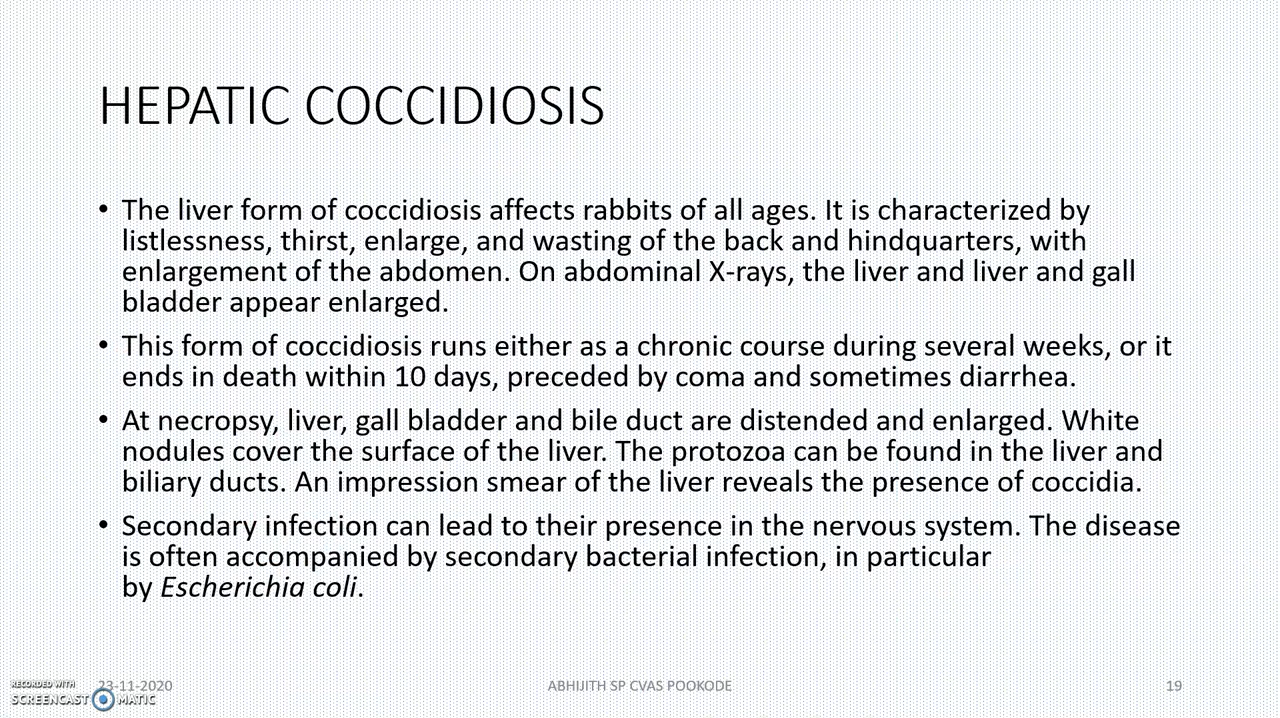 HEPATIC COCCIDIOSIS
• The liver form of coccidiosis affects rabbits of all ages. It is characterized by
listlessness, thirst, enlarge, and wasting of the back and hindquarters, with
enlargement of the abdomen. On abdominal X-rays, the liver and liver and gall
bladder appear enlarged.
• This form of coccidiosis runs either as a chronic course during several weeks, or it
ends in death within 10 days, preceded by coma and sometimes diarrhea.
• At necropsy, liver, gall bladder and bile duct are distended and enlarged. White
nodules cover the surface of the liver. The protozoa can be found in the liver and
biliary ducts. An impression smear of the liver reveals the presence of coccidia.
• Secondary infection can lead to their presence in the nervous system. The disease
is often accompanied by secondary bacterial infection, in particular
by Escherichia coli.
23-11-2020
ABHIJITH SP CVAS POOKODE
19
RECORDED WITH
SCREENCAST MATIC